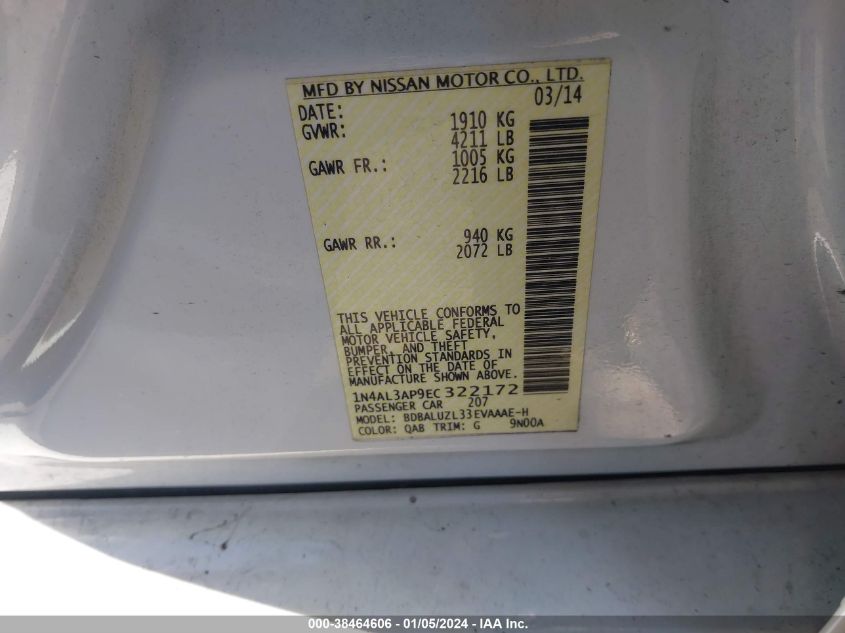 MFD BY NISSAN MOTOR CO., LTD.
DATE: 03/14
GVWR: 1910 KG
4211 LB
GAWR FR.: 1005 KG
2216 LB
GAWR RR.: 940 KG
2072 LB
THIS VEHICLE CONFORMS TO
ALL APPLICABLE FEDERAL
MOTOR VEHICLE SAFETY,
BUMPER, AND THEFT
PREVENTION STANDARDS IN
EFFECT ON THE DATE OF
MANUFACTURE SHOWN ABOVE.
1N4AL3AP9EC322172
PASSENGER CAR 207
MODEL: BDBALUZL33EVAAAE-H
COLOR: QAB TRIM: G 9N00A
000-38464606 - 01/05/2024 - IAA Inc.